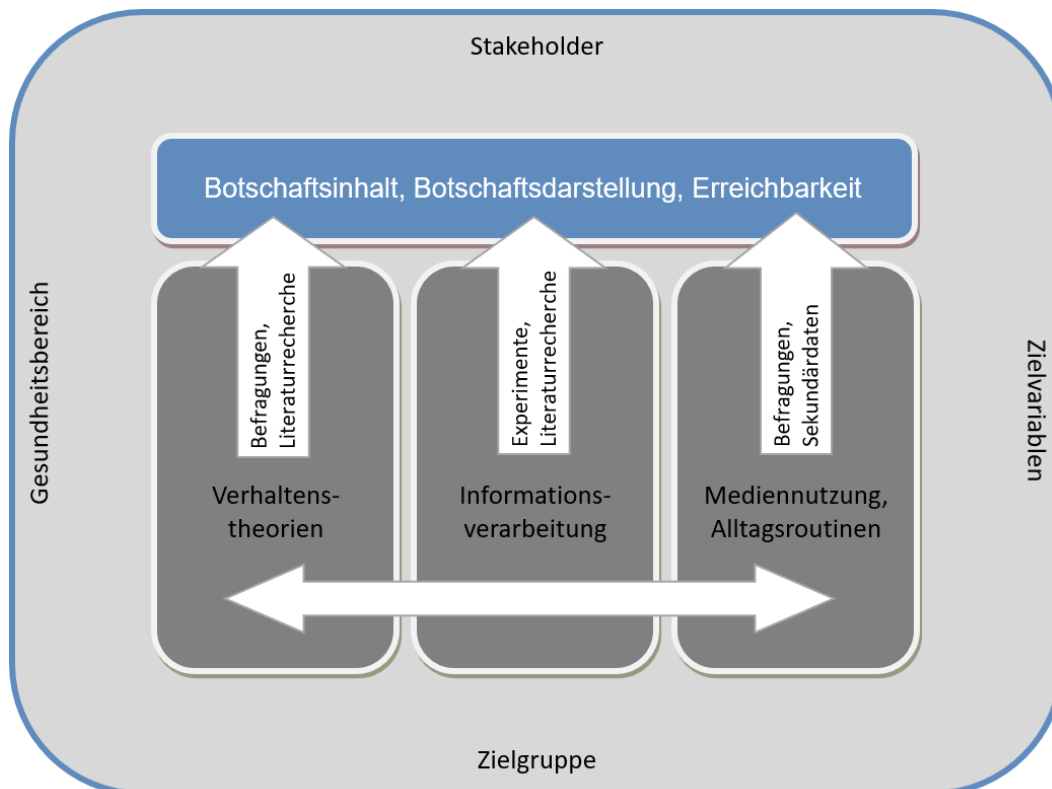 Stakeholder
Botschaftsinhalt, Botschaftsdarstellung, Erreichbarkeit
Gesundheitsbereich
Befragungen,
Literaturrecherche
Verhaltens-
theorien
Experimente,
Literaturrecherche
Informations-
verarbeitung
Befragungen,
Sekundärdaten
Mediennutzung,
Alltagsroutinen
Zielvariablen
Zielgruppe